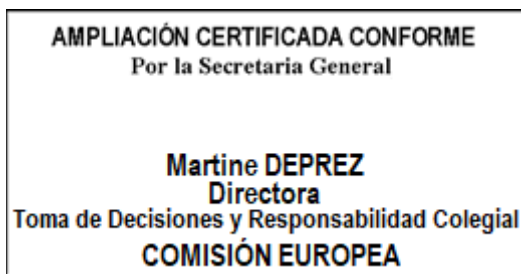 AMPLIACIÓN CERTIFICADA CONFORME
Por la Secretaria General
Martine DEPREZ
Directora
Toma de Decisiones y Responsabilidad Colegial
COMISIÓN EUROPEA